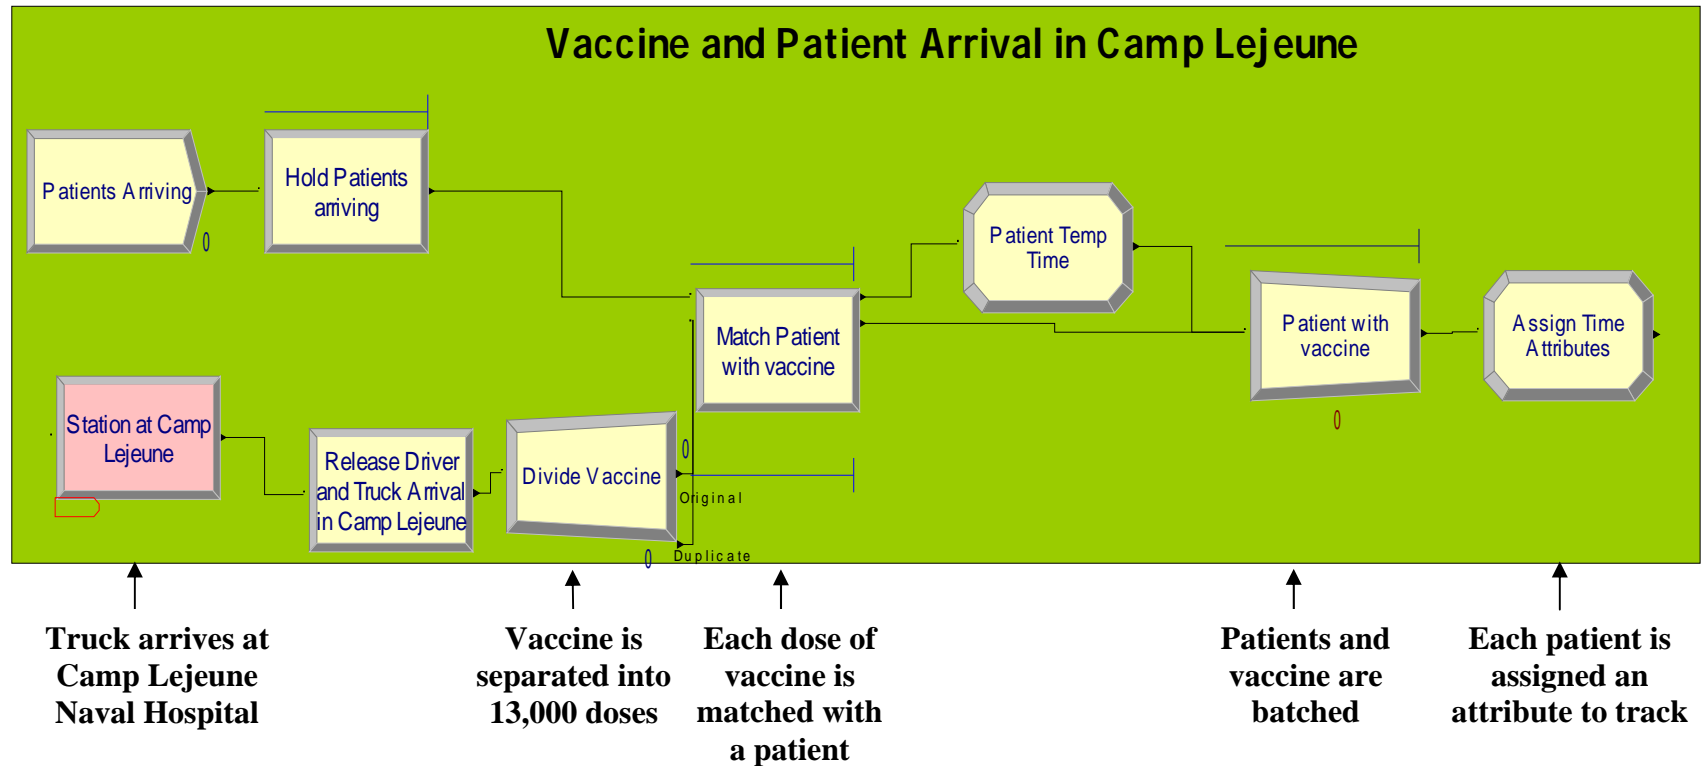 Vaccine and Patient Arrival in Camp Lejeune
Patients Arriving
0
Hold Patients
arriving
Patient Temp
Time
Match Patient
with vaccine
Patient with
vaccine
0
Assign Time
Attributes
Station at Camp
Lejeune
Release Driver
and Truck Arrival
in Camp Lejeune
Divide Vaccine
0
Original
0
Duplicate
Truck arrives at
Camp Lejeune
Naval Hospital
Vaccine is
separated into
13,000 doses
Each dose of
vaccine is
matched with
a patient
Patients and
vaccine are
batched
Each patient is
assigned an
attribute to track